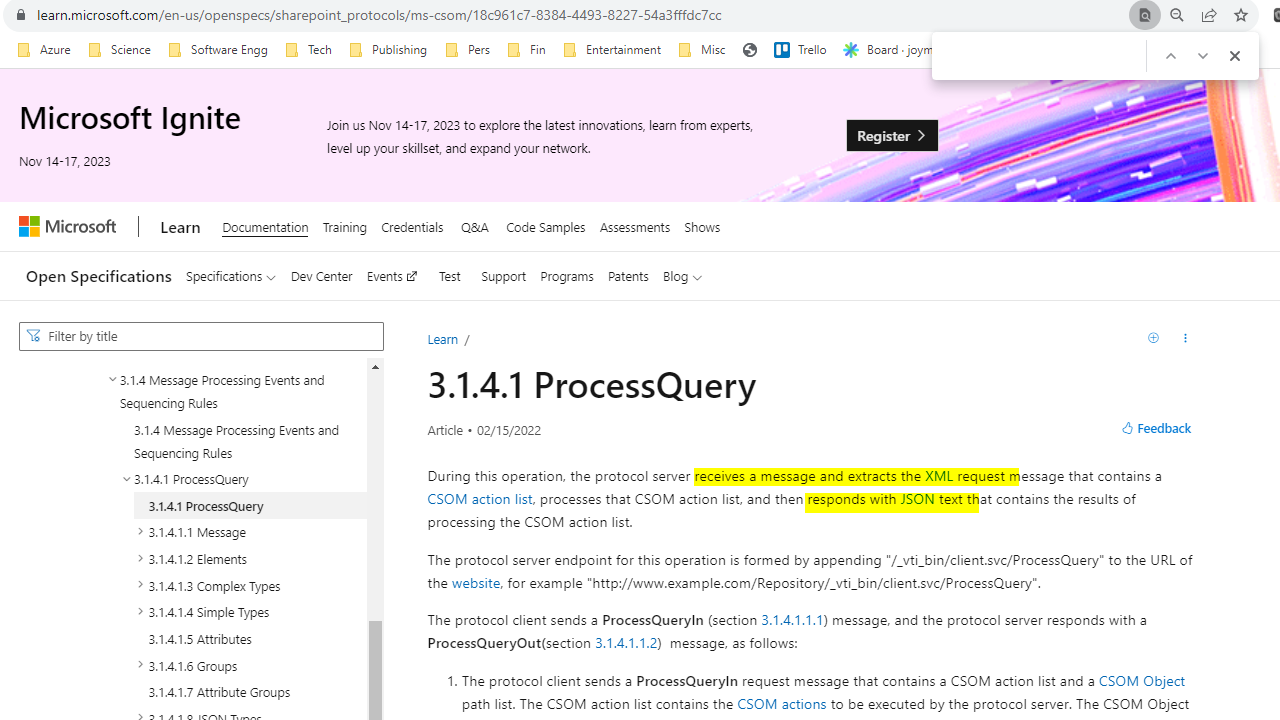 learn.microsoft.com/en-us/openspecs/sharepoint_protocols/ms-csom/18c961c7-8384-4493-8227-54a3fffdc7cc
Azure Science Software Engg Tech Publishing Pers Fin Entertainment Misc Trello Board · joym
Microsoft Ignite
Nov 14-17, 2023
Join us Nov 14-17, 2023 to explore the latest innovations, learn from experts,
level up your skillset, and expand your network.
Register
Microsoft Learn Documentation Training Credentials Q&A Code Samples Assessments Shows
Open Specifications Specifications Dev Center Events Test Support Programs Patents Blog
Filter by title
3.1.4 Message Processing Events and
Sequencing Rules
3.1.4 Message Processing Events and
Sequencing Rules
3.1.4.1 ProcessQuery
3.1.4.1 ProcessQuery
3.1.4.1.1 Message
3.1.4.1.2 Elements
3.1.4.1.3 Complex Types
3.1.4.1.4 Simple Types
3.1.4.1.5 Attributes
3.1.4.1.6 Groups
3.1.4.1.7 Attribute Groups
3.1.4.1.8 JSON Types
Learn /
3.1.4.1 ProcessQuery
Article • 02/15/2022
Feedback
During this operation, the protocol server receives a message and extracts the XML request message that contains a
CSOM action list, processes that CSOM action list, and then responds with JSON text that contains the results of
processing the CSOM action list.
The protocol server endpoint for this operation is formed by appending "/_vti_bin/client.svc/ProcessQuery" to the URL of
the website, for example "http://www.example.com/Repository/_vti_bin/client.svc/ProcessQuery".
The protocol client sends a ProcessQueryIn (section 3.1.4.1.1.1) message, and the protocol server responds with a
ProcessQueryOut(section 3.1.4.1.1.2) message, as follows:
1. The protocol client sends a ProcessQueryIn request message that contains a CSOM action list and a CSOM Object
path list. The CSOM action list contains the CSOM actions to be executed by the protocol server. The CSOM Object